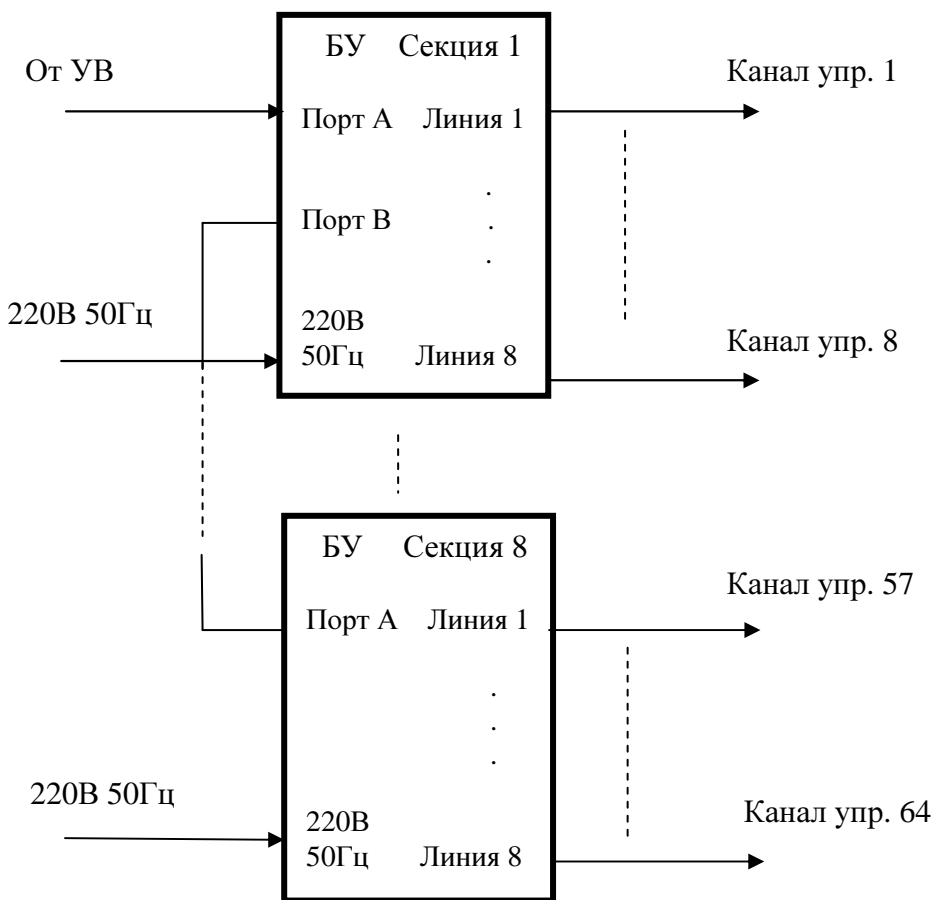 БУ Секция 1
От УВ
Канал упр. 1
Порт А Линия 1
.
Порт В
.
.
220В 50Гц
220В
50Гц Линия 8
Канал упр. 8
БУ Секция 8
Канал упр. 57
Порт А Линия 1
.
.
.
220В 50Гц
220В
50Гц Линия 8
Канал упр. 64